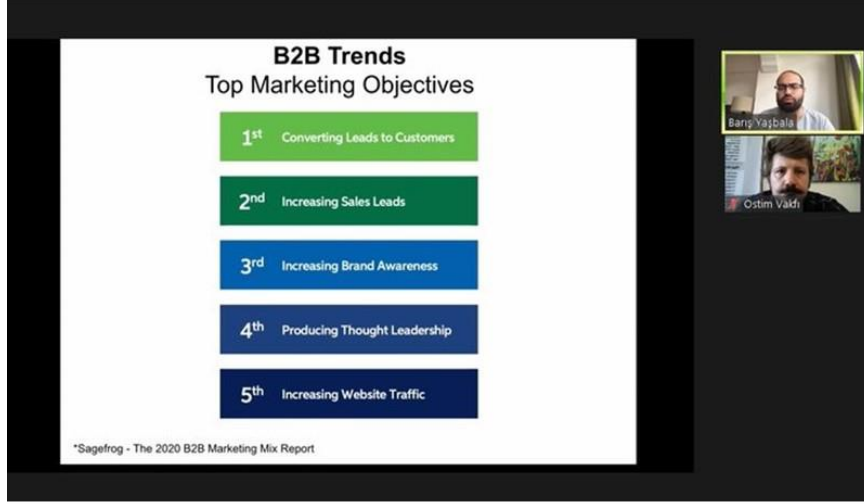 B2B Trends
Top Marketing Objectives
1st Converting Leads to Customers
2nd Increasing Sales Leads
3rd Increasing Brand Awareness
4th Producing Thought Leadership
5th Increasing Website Traffic
*Sagefrog - The 2020 B2B Marketing Mix Report
Barış Yaşbala
Ostim Vakfı